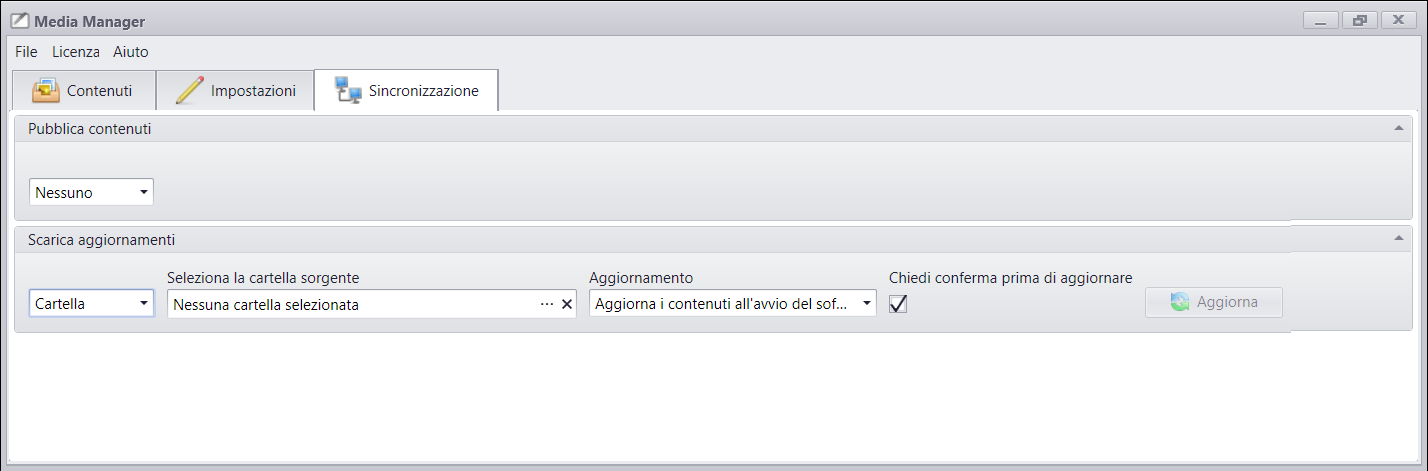 Media Manager
File Licenza Aiuto
Contenuti Impostazioni Sincronizzazione
Pubblica contenuti
Nessuno
Scarica aggiornamenti
Seleziona la cartella sorgente Aggiornamento Chiedi conferma prima di aggiornare
Cartella Nessuna cartella selezionata ... Aggiorna i contenuti all'avvio del sof... Aggiorna